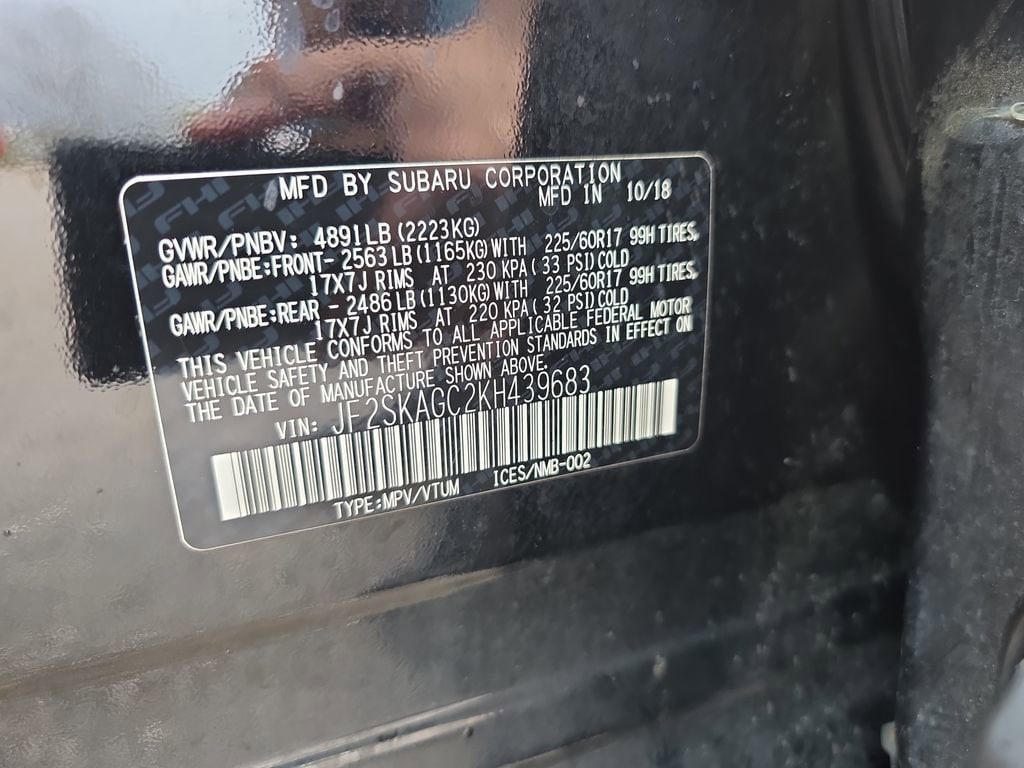 MFD BY SUBARU CORPORATION
MFD IN 10/18
GVWR/PNBV: 4891LB (2223KG)
GAWR/PNBE:FRONT- 2563LB(1165KG)WITH 225/60R17 99H TIRES,
17X7J RIMS AT 230 KPA( 33 PSI) COLD
GAWR/PNBE:REAR - 2486LB(1130KG)WITH 225/60R17 99H TIRES,
17X7J RIMS AT 220 KPA( 32 PSI) COLD
THIS VEHICLE CONFORMS TO ALL APPLICABLE FEDERAL MOTOR
VEHICLE SAFETY AND THEFT PREVENTION STANDARDS IN EFFECT ON
THE DATE OF MANUFACTURE SHOWN ABOVE.
VIN: JF2SKAGC2KH439683
TYPE:MPV/VTUM ICES/NMB-002